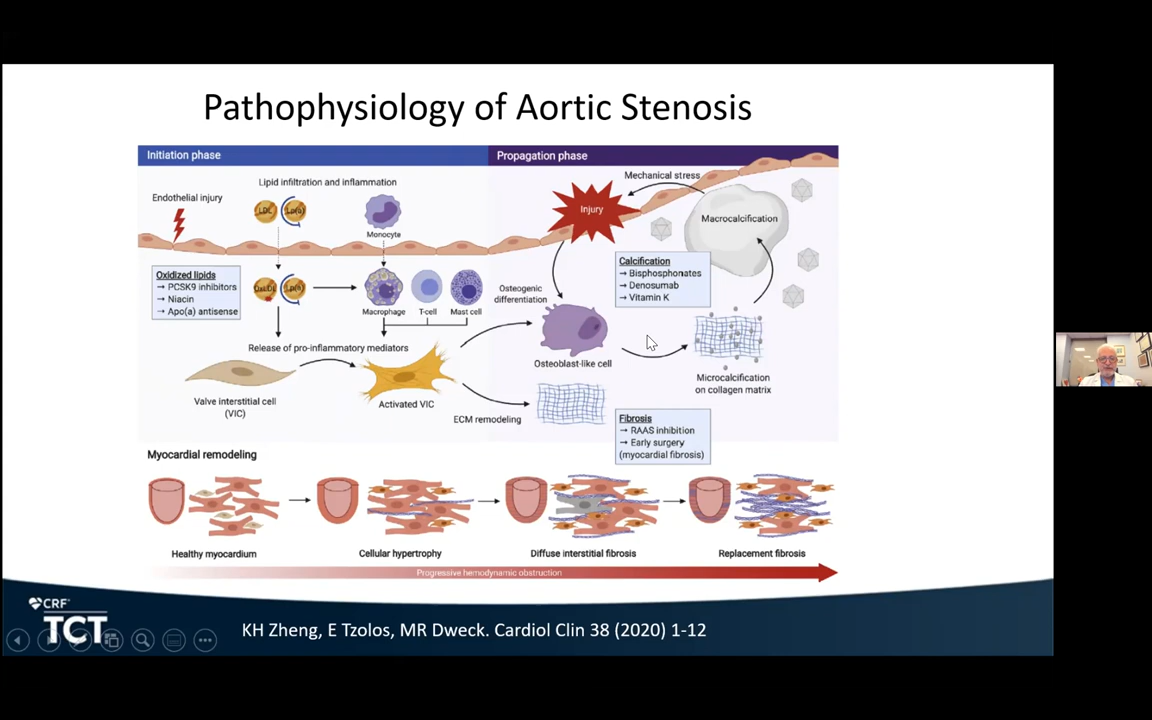 Pathophysiology of Aortic Stenosis
Initiation phase
Propagation phase
Lipid infiltration and inflammation
Endothelial injury
LDL
Lp(a)
Monocyte
Mechanical stress
Injury
Macrocalcification
Oxidized lipids
→ PCSK9 inhibitors
→ Niacin
→ Apo(a) antisense
OxLDL
Lp(a)
Macrophage
T-cell
Mast cell
Osteogenic
differentiation
Calcification
→ Bisphosphonates
→ Denosumab
→ Vitamin K
Release of pro-inflammatory mediators
Osteoblast-like cell
Microcalcification
on collagen matrix
Valve interstitial cell
(VIC)
Activated VIC
ECM remodeling
Fibrosis
→ RAAS inhibition
→ Early surgery
(myocardial fibrosis)
Myocardial remodeling
Healthy myocardium
Cellular hypertrophy
Diffuse interstitial fibrosis
Replacement fibrosis
Progressive hemodynamic obstruction
CRF
TCT
KH Zheng, E Tzolos, MR Dweck. Cardiol Clin 38 (2020) 1-12